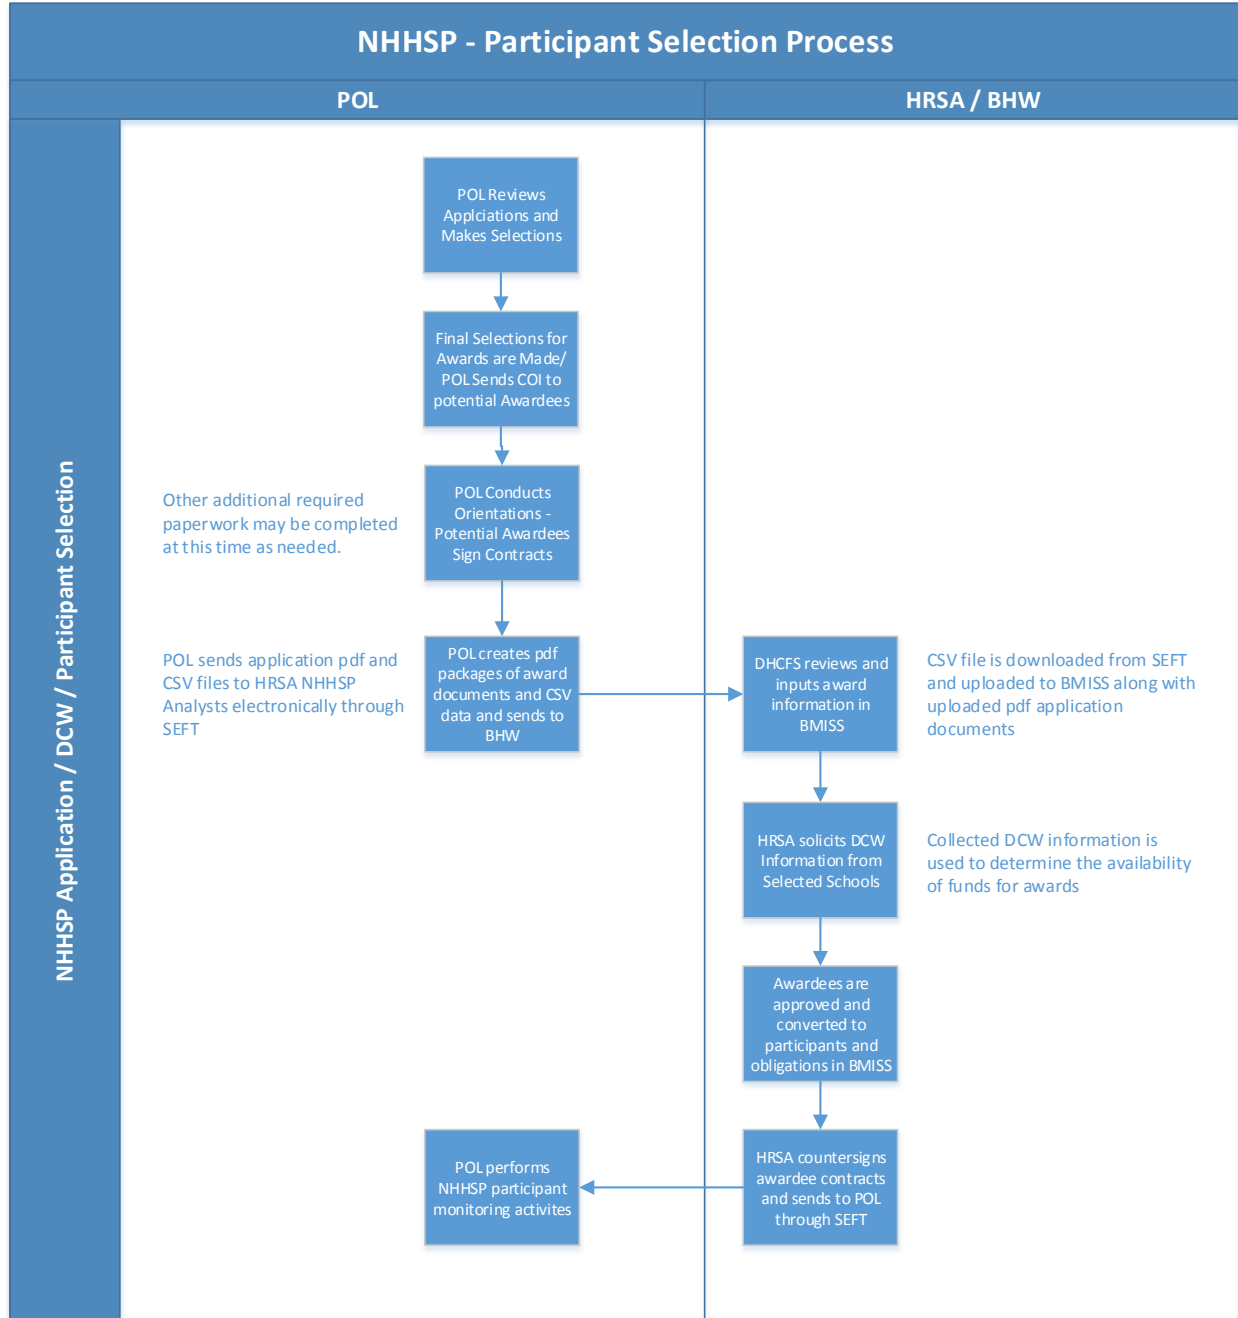 NHHSP - Participant Selection Process
POL
HRSA / BHW
NHHSP Application / DCW / Participant Selection
POL Reviews
Applciations and
Makes Selections
Final Selections for
Awards are Made/
POL Sends COI to
potential Awardees
Other additional required
paperwork may be completed
at this time as needed.
POL Conducts
Orientations -
Potential Awardees
Sign Contracts
POL sends application pdf and
CSV files to HRSA NHHSP
Analysts electronically through
SEFT
POL creates pdf
packages of award
documents and CSV
data and sends to
BHW
DHCFS reviews and
inputs award
information in
BMISS
CSV file is downloaded from SEFT
and uploaded to BMISS along with
uploaded pdf application
documents
HRSA solicits DCW
Information from
Selected Schools
Collected DCW information is
used to determine the availability
of funds for awards
Awardees are
approved and
converted to
participants and
obligations in BMISS
HRSA countersigns
awardee contracts
and sends to POL
through SEFT
POL performs
NHHSP participant
monitoring activites